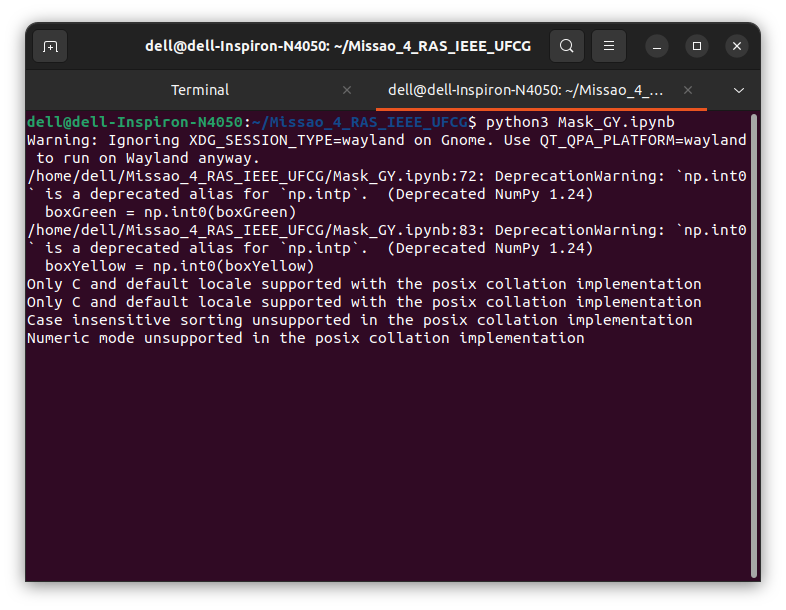 dell@dell-Inspiron-N4050: ~/Missao_4_RAS_IEEE_UFCG
Terminal
dell@dell-Inspiron-N4050: ~/Missao_4_...
dell@dell-Inspiron-N4050:~/Missao_4_RAS_IEEE_UFCG$ python3 Mask_GY.ipynb
Warning: Ignoring XDG_SESSION_TYPE=wayland on Gnome. Use QT_QPA_PLATFORM=wayland
 to run on Wayland anyway.
/home/dell/Missao_4_RAS_IEEE_UFCG/Mask_GY.ipynb:72: DeprecationWarning: `np.int0
` is a deprecated alias for `np.intp`.  (Deprecated NumPy 1.24)
  boxGreen = np.int0(boxGreen)
/home/dell/Missao_4_RAS_IEEE_UFCG/Mask_GY.ipynb:83: DeprecationWarning: `np.int0
` is a deprecated alias for `np.intp`.  (Deprecated NumPy 1.24)
  boxYellow = np.int0(boxYellow)
Only C and default locale supported with the posix collation implementation
Only C and default locale supported with the posix collation implementation
Case insensitive sorting unsupported in the posix collation implementation
Numeric mode unsupported in the posix collation implementation